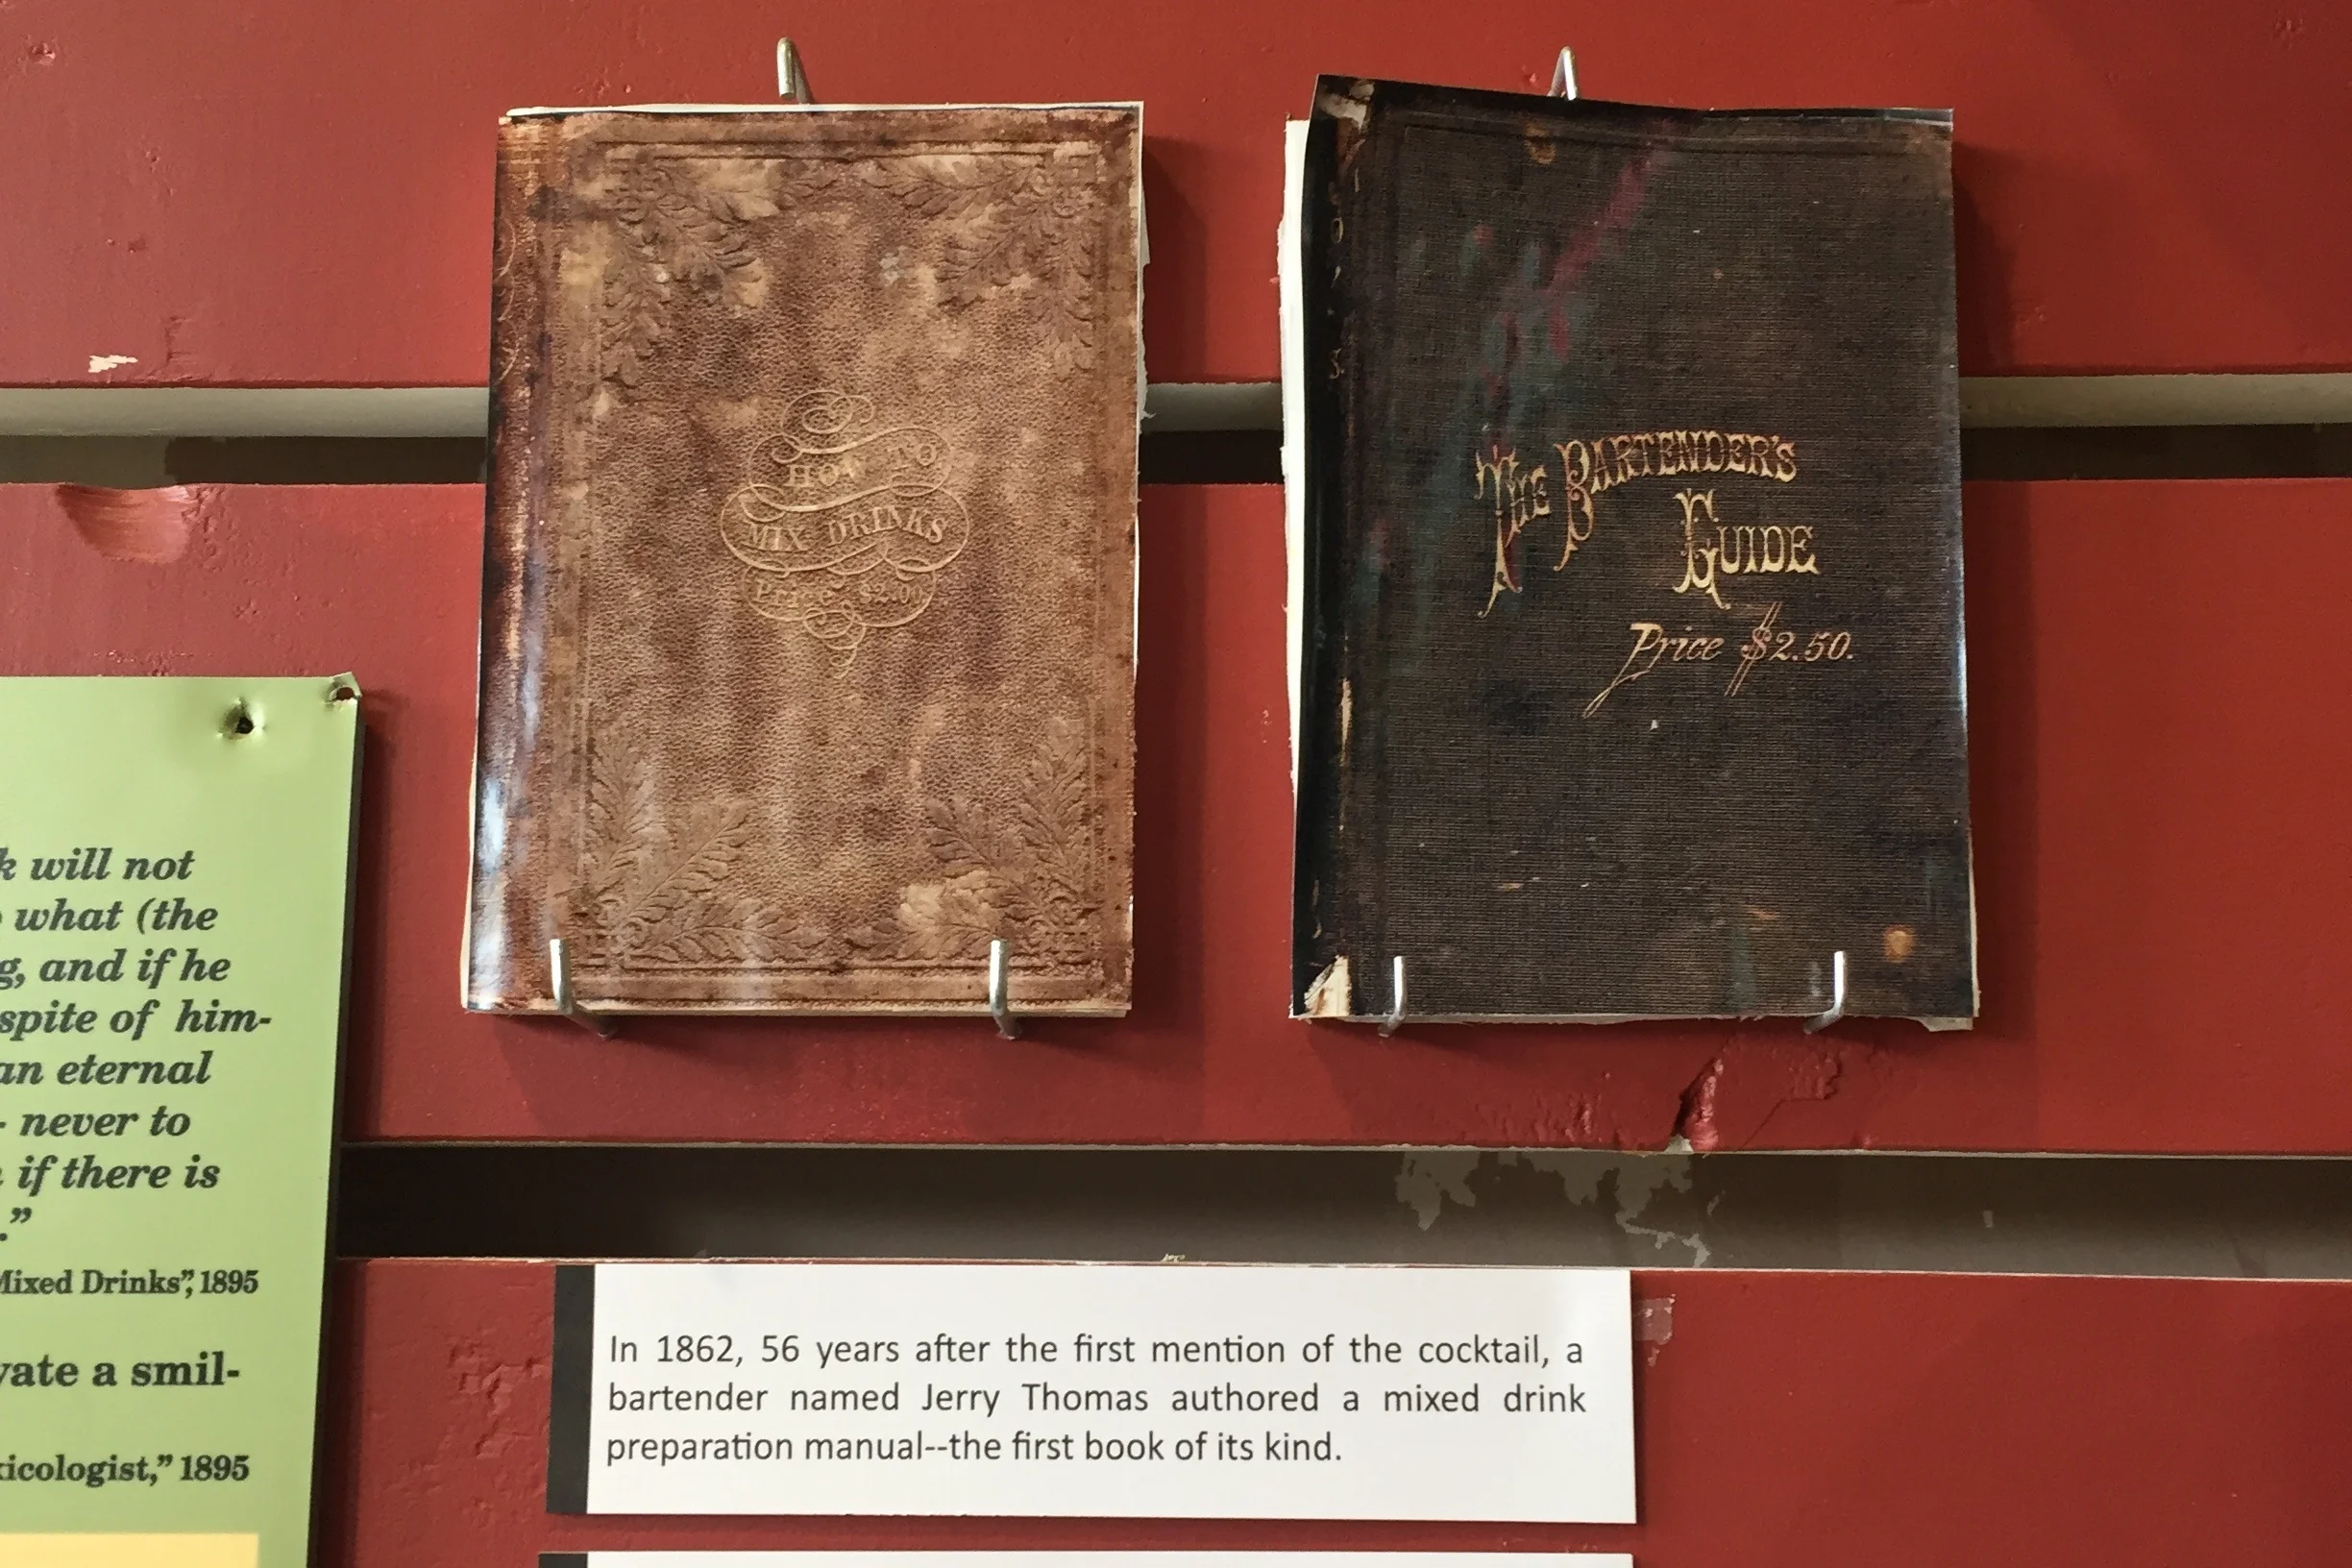 HOW TO
MIX DRINKS
Price $2.00
THE BARTENDER'S
GUIDE
Price $2.50.
will not
what (the
and if he
spite of him-
an eternal
- never to
if there is
.”
Mixed Drinks”, 1895
vate a smil-
xicologist,” 1895
In 1862, 56 years after the first mention of the cocktail, a
bartender named Jerry Thomas authored a mixed drink
preparation manual--the first book of its kind.